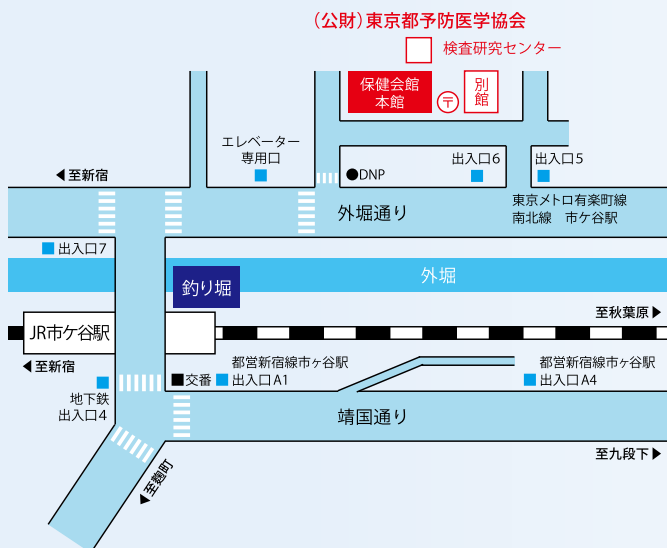 （公財）東京都予防医学協会
検査研究センター
保健会館
本館
別
館
〒
エレベーター
専用口
出入口6
出入口5
至新宿
DNP
東京メトロ有楽町線
南北線　市ケ谷駅
外堀通り
出入口7
外堀
釣り堀
至秋葉原
JR市ケ谷駅
至新宿
都営新宿線市ヶ谷駅
出入口A1
都営新宿線市ヶ谷駅
出入口A4
交番
地下鉄
出入口4
靖国通り
至九段下
至麹町